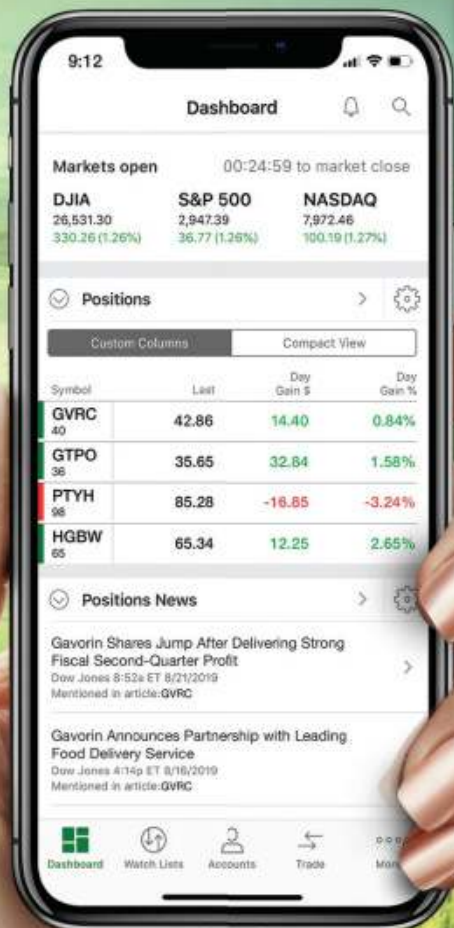 9:12
Dashboard
Markets open 00:24:59 to market close
DJIA S&P 500 NASDAQ
26,531.30 2,947.39 7,972.46
330.26 (1.26%) 36.77 (1.26%) 100.19 (1.27%)
Positions
Custom Columns Compact View
Symbol Last Day Gain $ Day Gain %
GVRC 42.86 14.40 0.84%
40
GTPO 35.65 32.84 1.58%
36
PTYH 85.28 -16.85 -3.24%
98
HGBW 65.34 12.25 2.65%
65
Positions News
Gavorin Shares Jump After Delivering Strong
Fiscal Second-Quarter Profit
Dow Jones 8:52a ET 8/21/2019
Mentioned in article:GVRC
Gavorin Announces Partnership with Leading
Food Delivery Service
Dow Jones 4:14p ET 8/16/2019
Mentioned in article:GVRC
Dashboard Watch Lists Accounts Trade